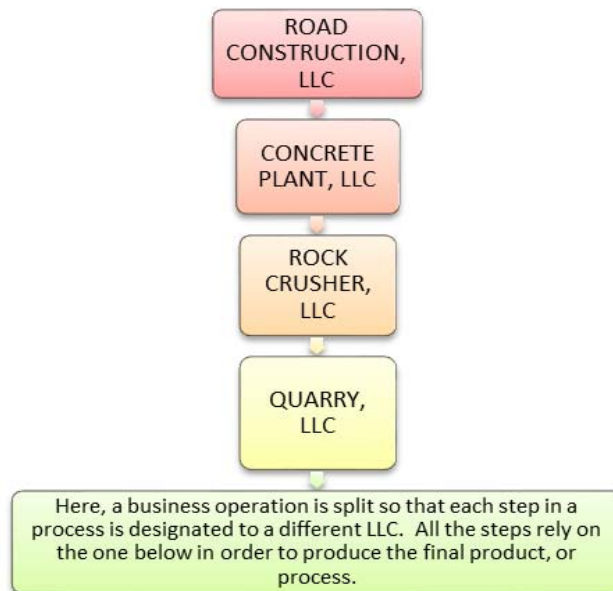 ROAD
CONSTRUCTION,
LLC
CONCRETE
PLANT, LLC
ROCK
CRUSHER,
LLC
QUARRY,
LLC
Here, a business operation is split so that each step in a
process is designated to a different LLC.  All the steps rely on
the one below in order to produce the final product, or
process.